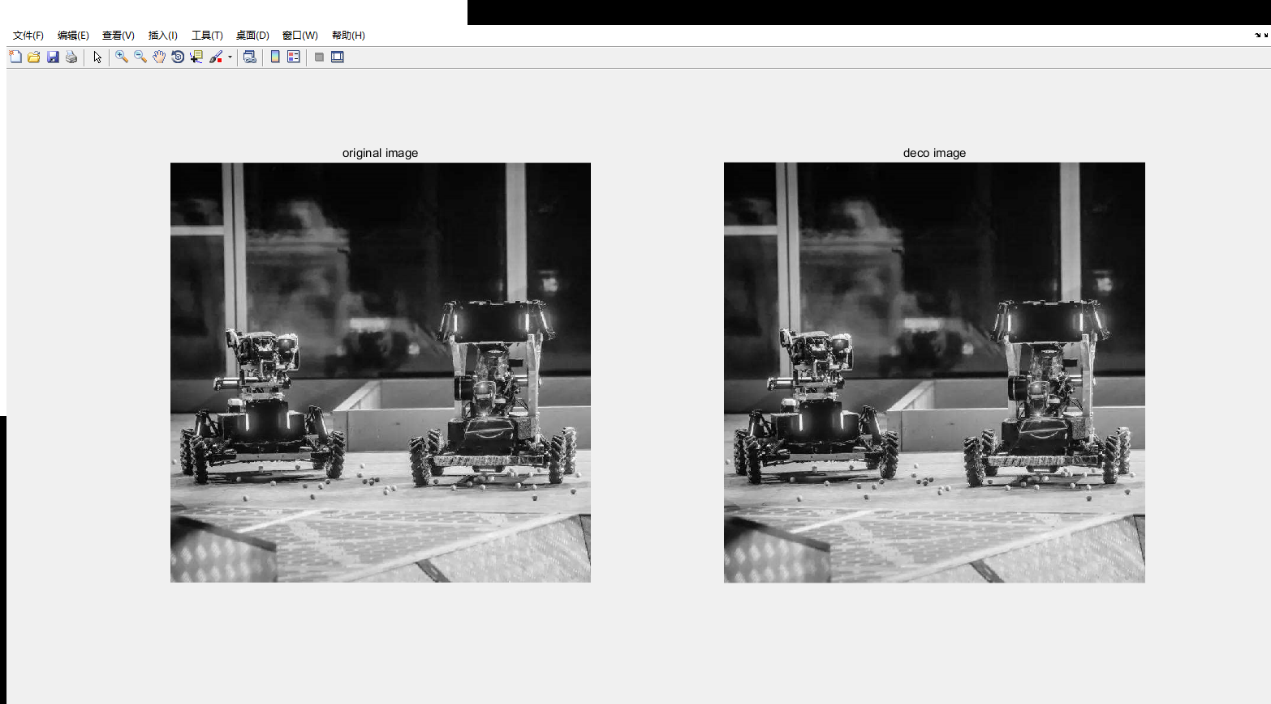 文件(F) 编辑(E) 查看(V) 插入(I) 工具(T) 桌面(D) 窗口(W) 帮助(H)
original image
deco image